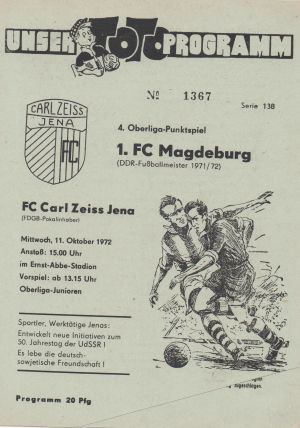 UNSER TOTO-PROGRAMM
No 1367
Serie 138
CARL ZEISS
JENA
FC
4. Oberliga-Punktspiel
1. FC Magdeburg
(DDR-Fußballmeister 1971/72)
FC Carl Zeiss Jena
(FDGB-Pokalinhaber)
Mittwoch, 11. Oktober 1972
Anstoß: 15.00 Uhr
im Ernst-Abbe-Stadion
Vorspiel: ab 13.15 Uhr
Oberliga-Junioren
Sportler, Werktätige Jenas:
Entwickelt neue Initiativen zum
50. Jahrestag der UdSSR !
Es lebe die deutsch-
sowjetische Freundschaft !
Programm 20 Pfg